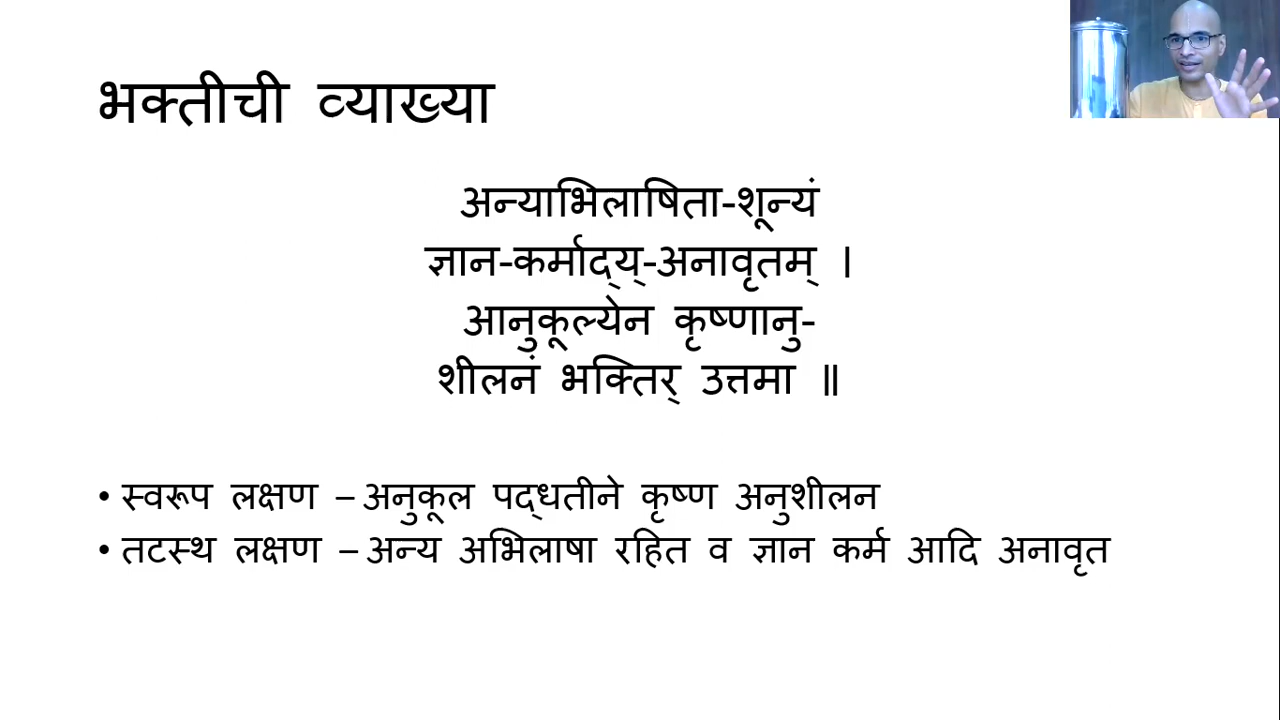 भक्तीची व्याख्या
अन्याभिलाषिता-शून्यं
ज्ञान-कर्माद्य्-अनावृतम् ।
आनुकूल्येन कृष्णानु-
शीलनं भक्तिर् उत्तमा ॥
• स्वरूप लक्षण – अनुकूल पद्धतीने कृष्ण अनुशीलन
• तटस्थ लक्षण – अन्य अभिलाषा रहित व ज्ञान कर्म आदि अनावृत